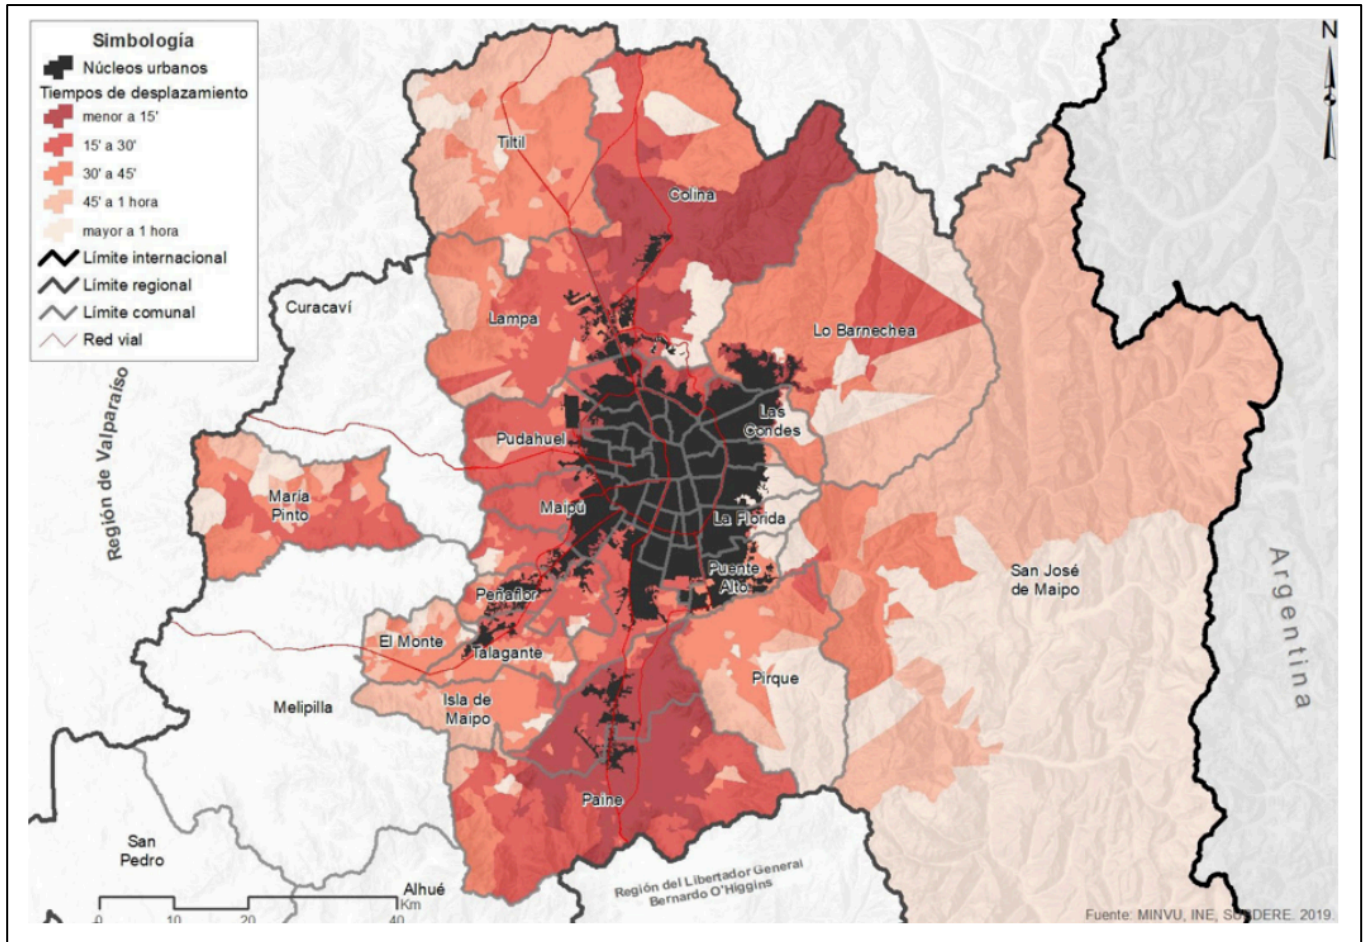 Simbología
Núcleos urbanos
Tiempos de desplazamiento
menor a 15'
15' a 30'
30' a 45'
45' a 1 hora
mayor a 1 hora
Límite internacional
Límite regional
Límite comunal
Red vial
N
Tiltil
Colina
Curacaví
Lampa
Lo Barnechea
Región de Valparaíso
Las
Condes
Pudahuel
María
Pinto
Maipú
La Florida
Puente
Alto
San José
de Maipo
Argentina
Peñaflor
El Monte
Talagante
Pirque
Melipilla
Isla de
Maipo
Paine
San
Pedro
Alhué
Región del Libertador General
Bernardo O'Higgins
Km
0 10 20 40
Fuente: MINVU, INE, SUBDERE. 2019.